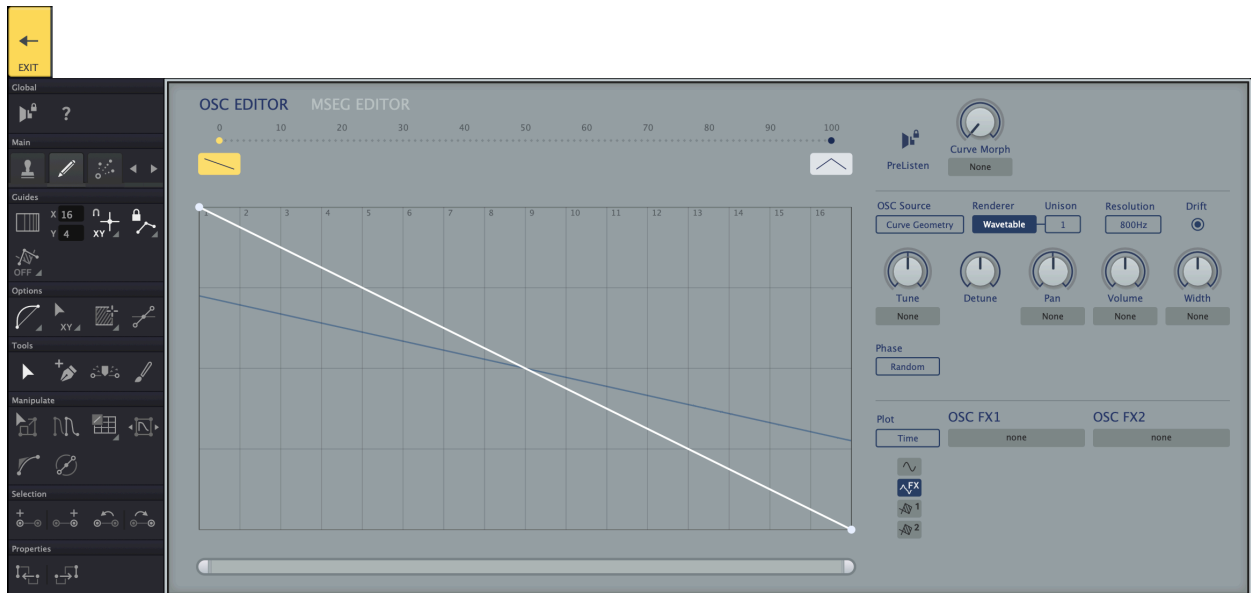 EXIT
Global
?
Main
Guides
X 16
Y 4
XY
OFF
Options
XY
Tools
Manipulate
Selection
Properties
OSC EDITOR MSEG EDITOR
0 10 20 30 40 50 60 70 80 90 100
1 2 3 4 5 6 7 8 9 10 11 12 13 14 15 16
PreListen
Curve Morph
None
OSC Source Renderer Unison Resolution Drift
Curve Geometry Wavetable 1 800Hz
Tune Detune Pan Volume Width
None None None None
Phase
Random
Plot OSC FX1 OSC FX2
Time none none
FX
1
2